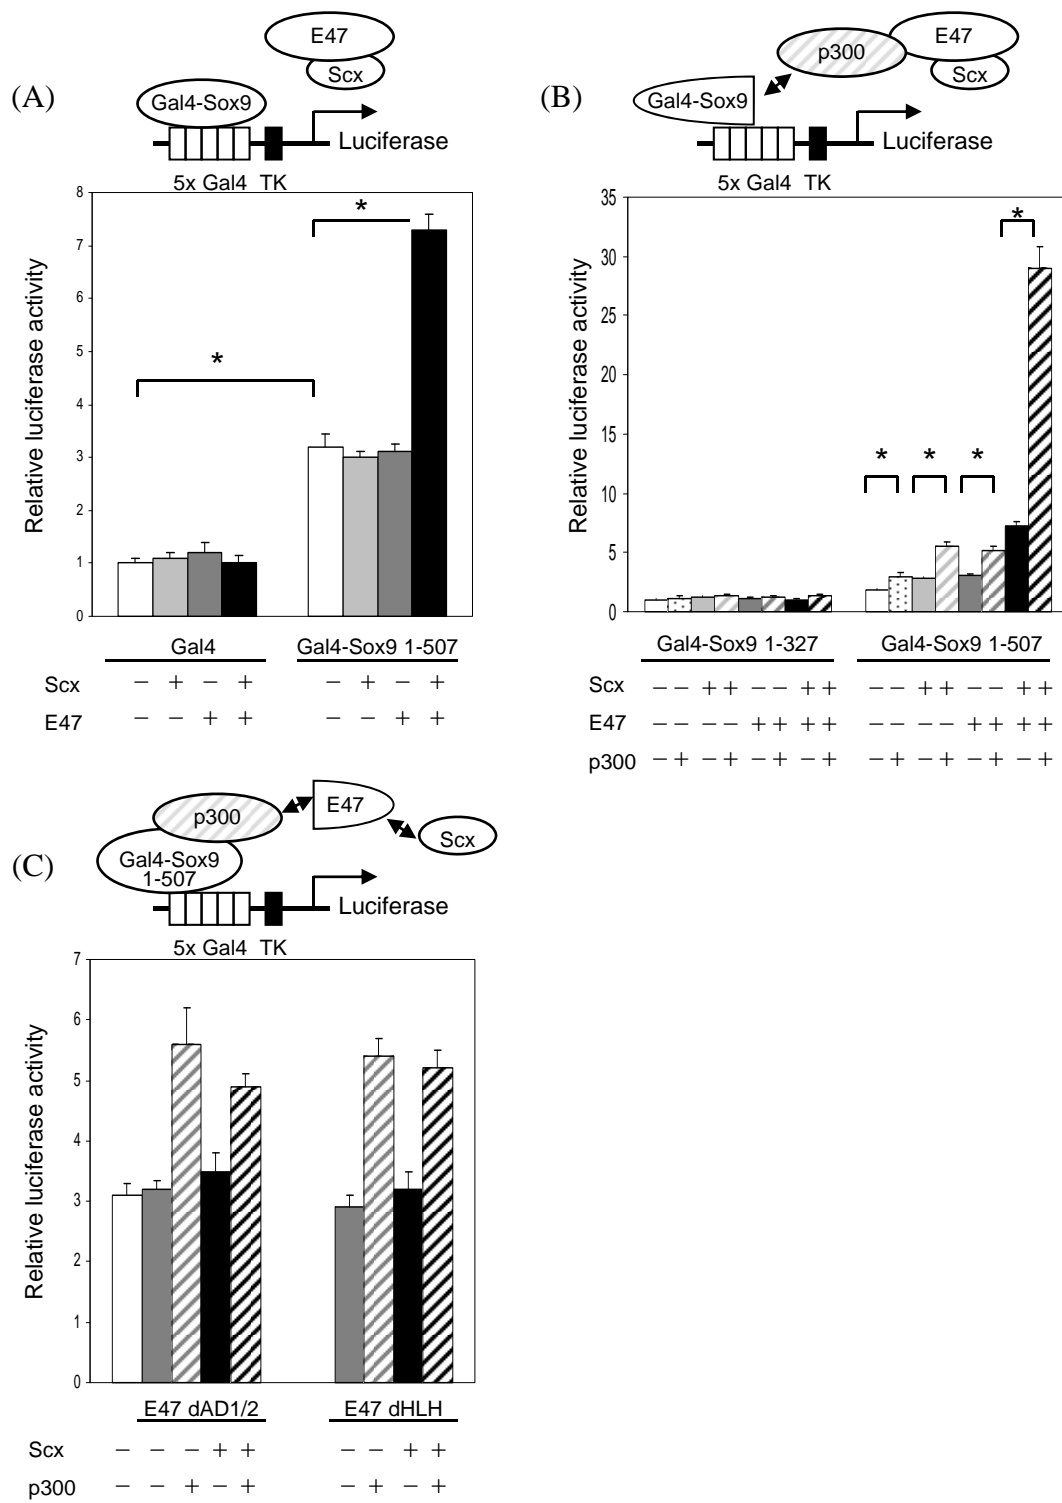 (A)
E47
Scx
Gal4-Sox9
Luciferase
5x Gal4 TK
Relative luciferase activity
8
7
6
5
4
3
2
1
0
*
*
Gal4
Gal4-Sox9 1-507
Scx − + − + − + − +
E47 − − + + − − + +
(B)
p300
E47
Scx
Gal4-Sox9
Luciferase
5x Gal4 TK
Relative luciferase activity
35
30
25
20
15
10
5
0
*
*
*
*
Gal4-Sox9 1-327
Gal4-Sox9 1-507
Scx − − + + − − + + − − + + − − + +
E47 − − − − + + + + − − − − + + + +
p300 − + − + − + − + − + − + − + − +
(C)
p300
E47
Scx
Gal4-Sox9
1-507
Luciferase
5x Gal4 TK
Relative luciferase activity
7
6
5
4
3
2
1
0
E47 dAD1/2
E47 dHLH
Scx − − − + + − − + +
p300 − − + − + − + − +